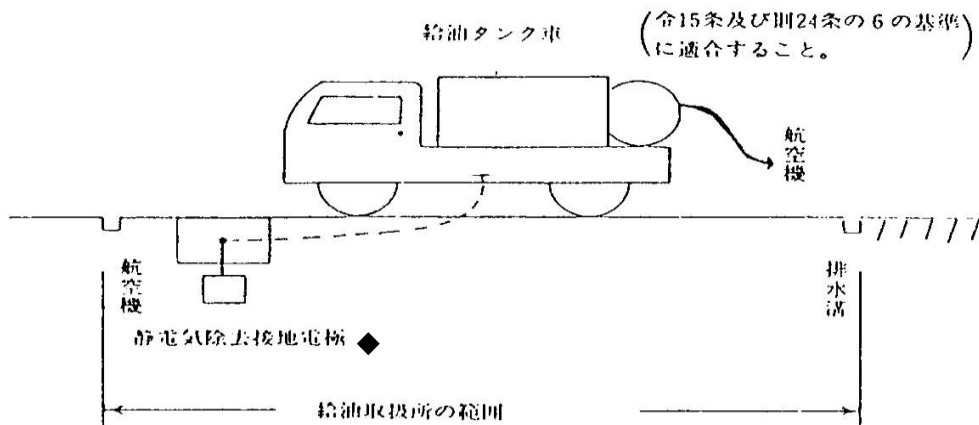 給油タンク車
(令15条及び則24条の6の基準
に適合すること。)
航空機
航空機
排水溝
静電気除去接地電極 ◆
給油取扱所の範囲